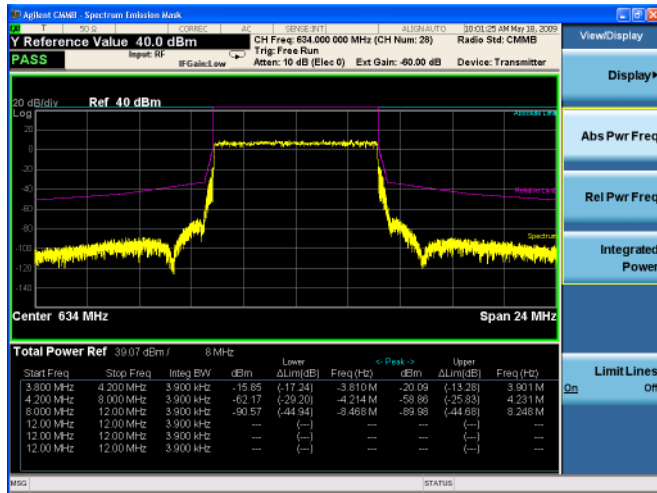 Agilent CMMB - Spectrum Emission Mask
T 50 Ω CORREC AC SENSE:INT ALIGN AUTO 10:01:25 AM May 18, 2009
Y Reference Value 40.0 dBm
CH Freq: 634.000 000 MHz (CH Num: 28) Radio Std: CMMB
Trig: Free Run
PASS Input: RF IFGain:Low Atten: 10 dB (Elec 0) Ext Gain: -60.00 dB Device: Transmitter
View/Display
Display
Abs Pwr Freq
Rel Pwr Freq
Integrated
Power
Limit Lines
On Off
20 dB/div Ref 40 dBm
Log
Absolute Limit
20
0
-20
-40
-60
-80
-100
-120
-140
Relative Limit
Spectrum
Center 634 MHz Span 24 MHz
Total Power Ref 39.07 dBm / 8 MHz
Lower <- Peak -> Upper
Start Freq Stop Freq Integ BW dBm ΔLim(dB) Freq (Hz) dBm ΔLim(dB) Freq (Hz)
3.800 MHz 4.200 MHz 3.900 kHz -15.85 (-17.24) -3.810 M -20.09 (-13.28) 3.901 M
4.200 MHz 8.000 MHz 3.900 kHz -62.17 (-29.20) -4.214 M -58.86 (-25.83) 4.231 M
8.000 MHz 12.00 MHz 3.900 kHz -90.57 (-44.94) -8.468 M -89.98 (-44.68) 8.248 M
12.00 MHz 12.00 MHz 3.900 kHz --- (---) --- --- (---) ---
12.00 MHz 12.00 MHz 3.900 kHz --- (---) --- --- (---) ---
12.00 MHz 12.00 MHz 3.900 kHz --- (---) --- --- (---) ---
MSG STATUS